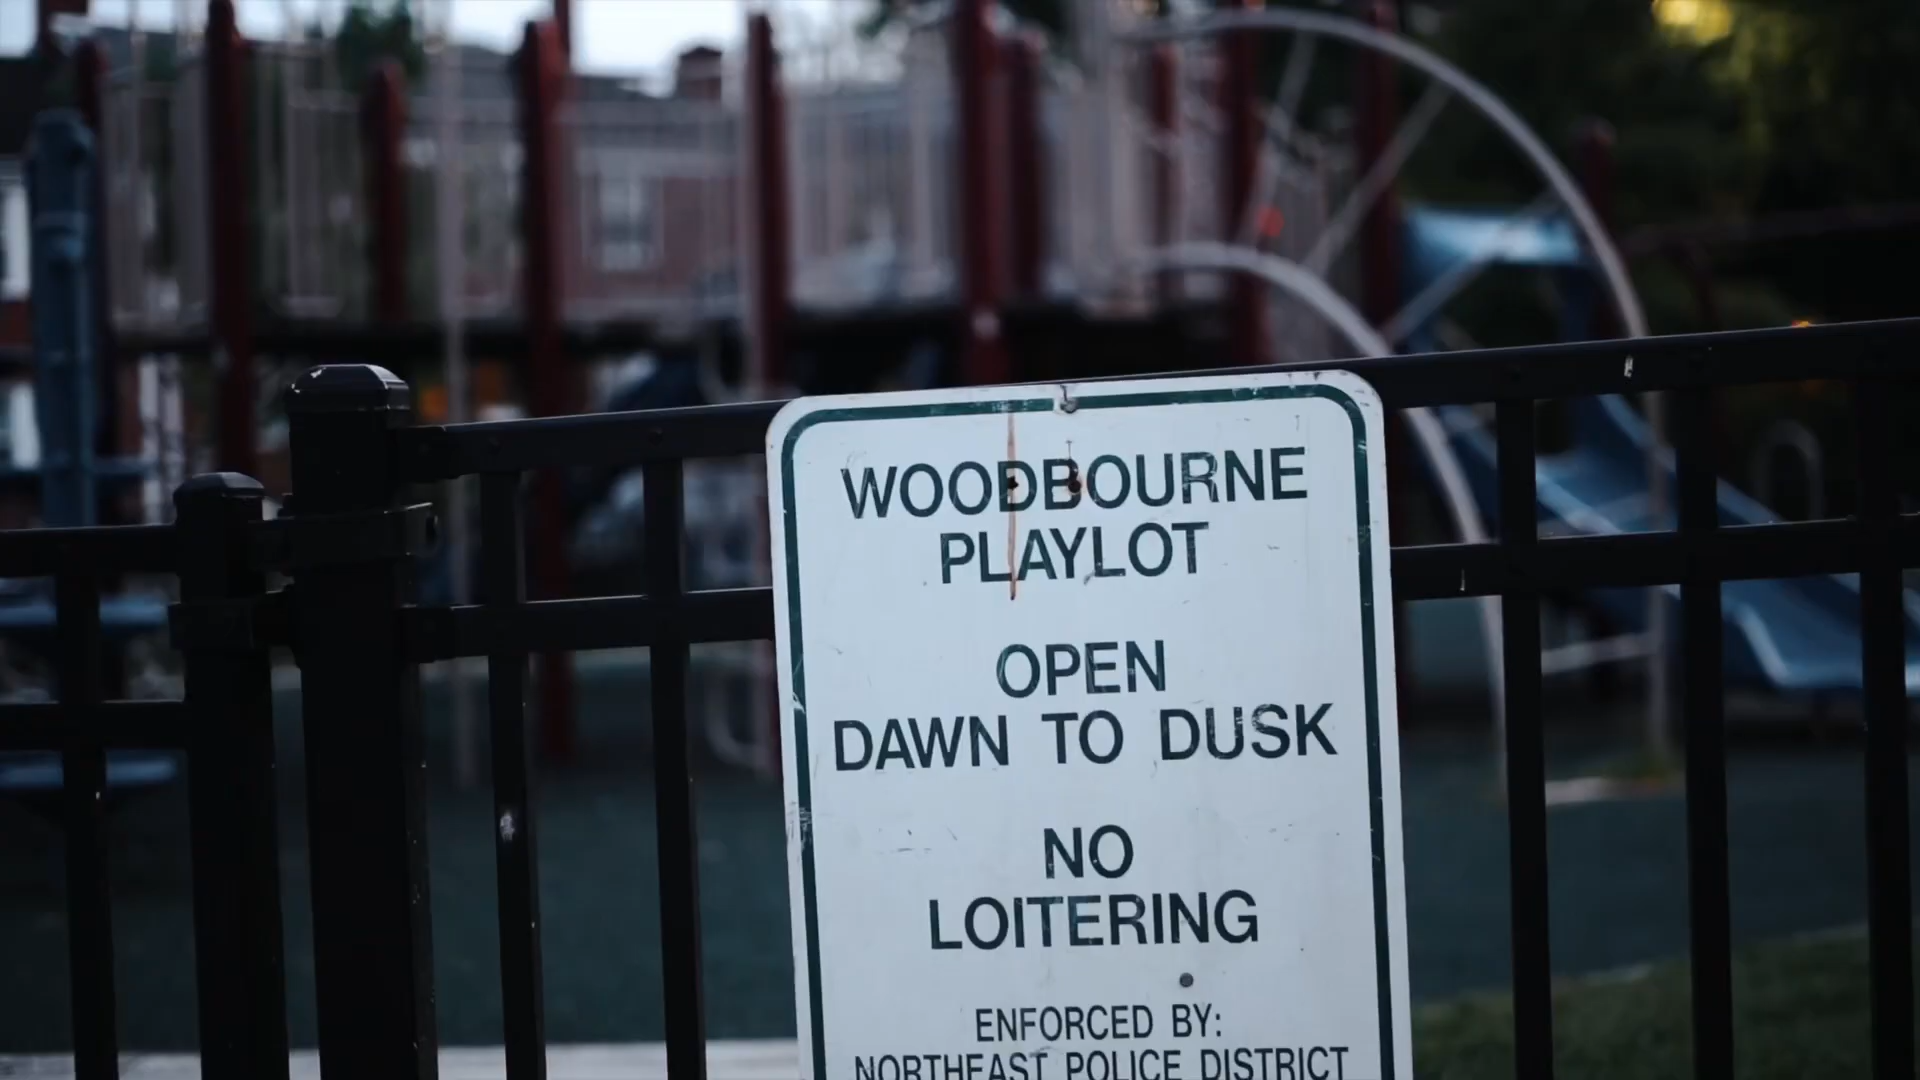 WOODBOURNE
PLAYLOT
OPEN
DAWN TO DUSK
NO
LOITERING
ENFORCED BY:
NORTHEAST POLICE DISTRICT